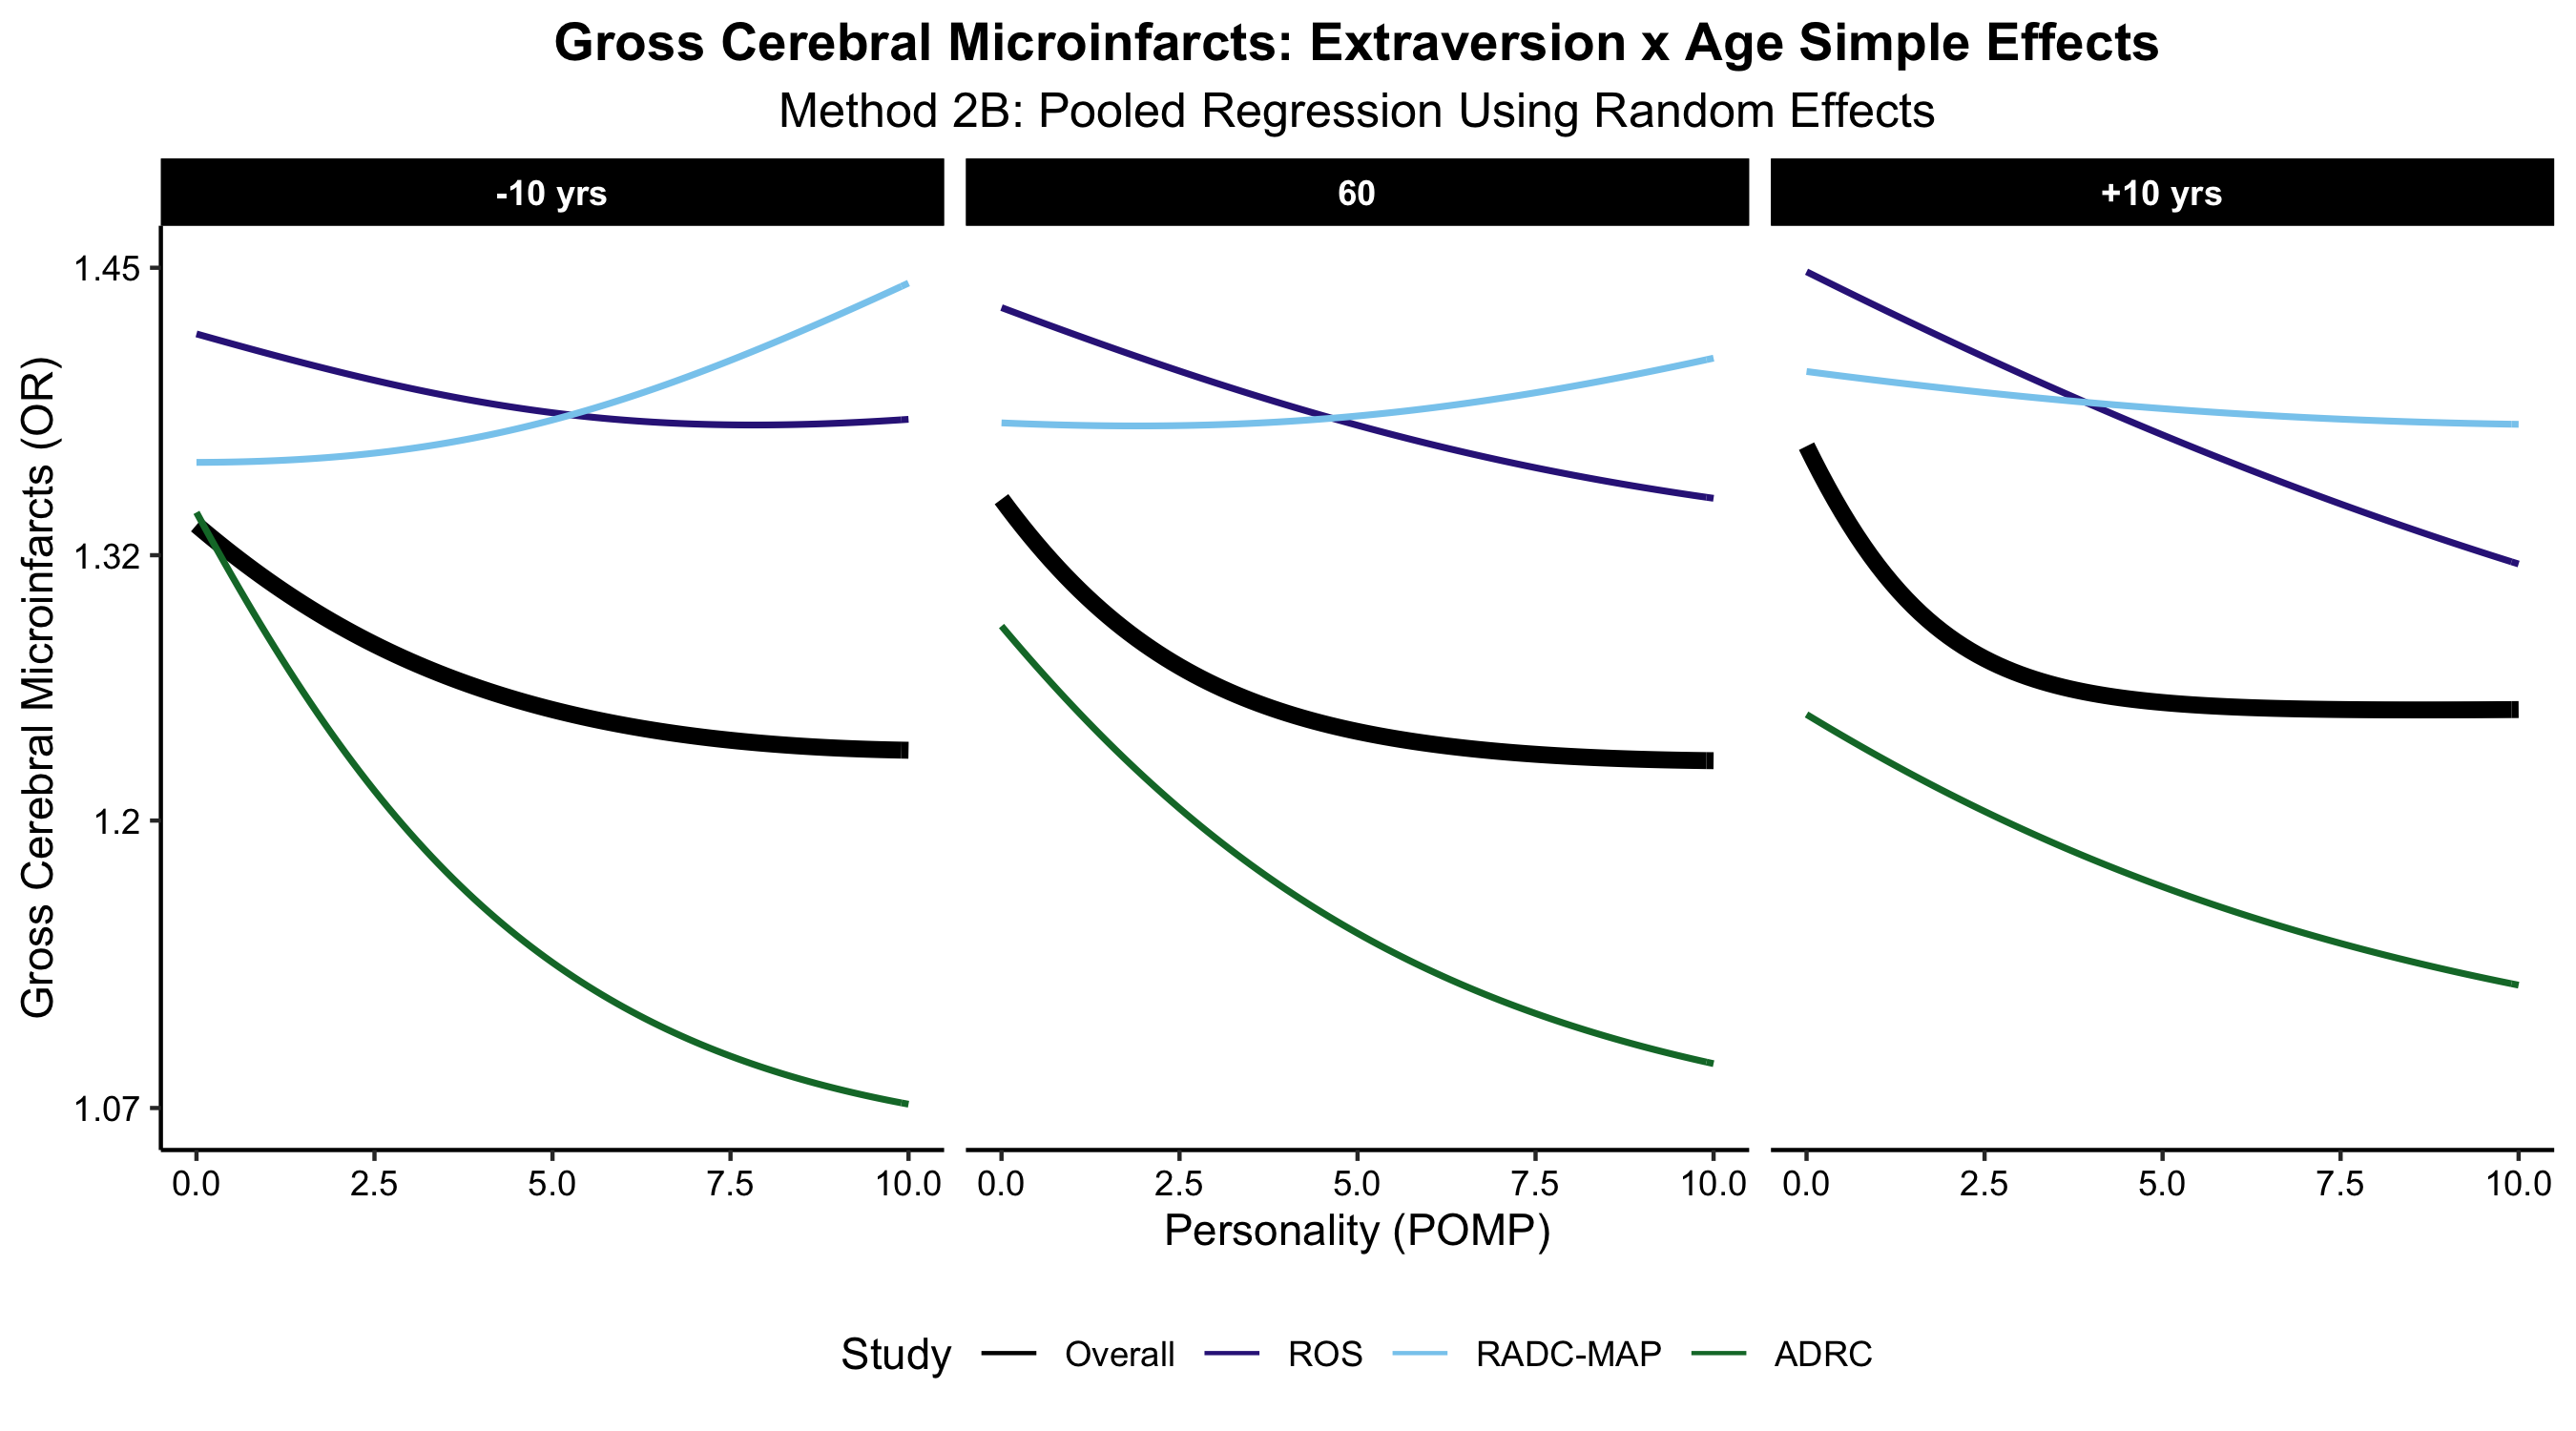 Gross Cerebral Microinfarcts: Extraversion x Age Simple Effects
Method 2B: Pooled Regression Using Random Effects
-10 yrs
60
+10 yrs
Gross Cerebral Microinfarcts (OR)
1.45
1.32
1.2
1.07
0.0 2.5 5.0 7.5 10.0
0.0 2.5 5.0 7.5 10.0
0.0 2.5 5.0 7.5 10.0
Personality (POMP)
Study Overall ROS RADC-MAP ADRC